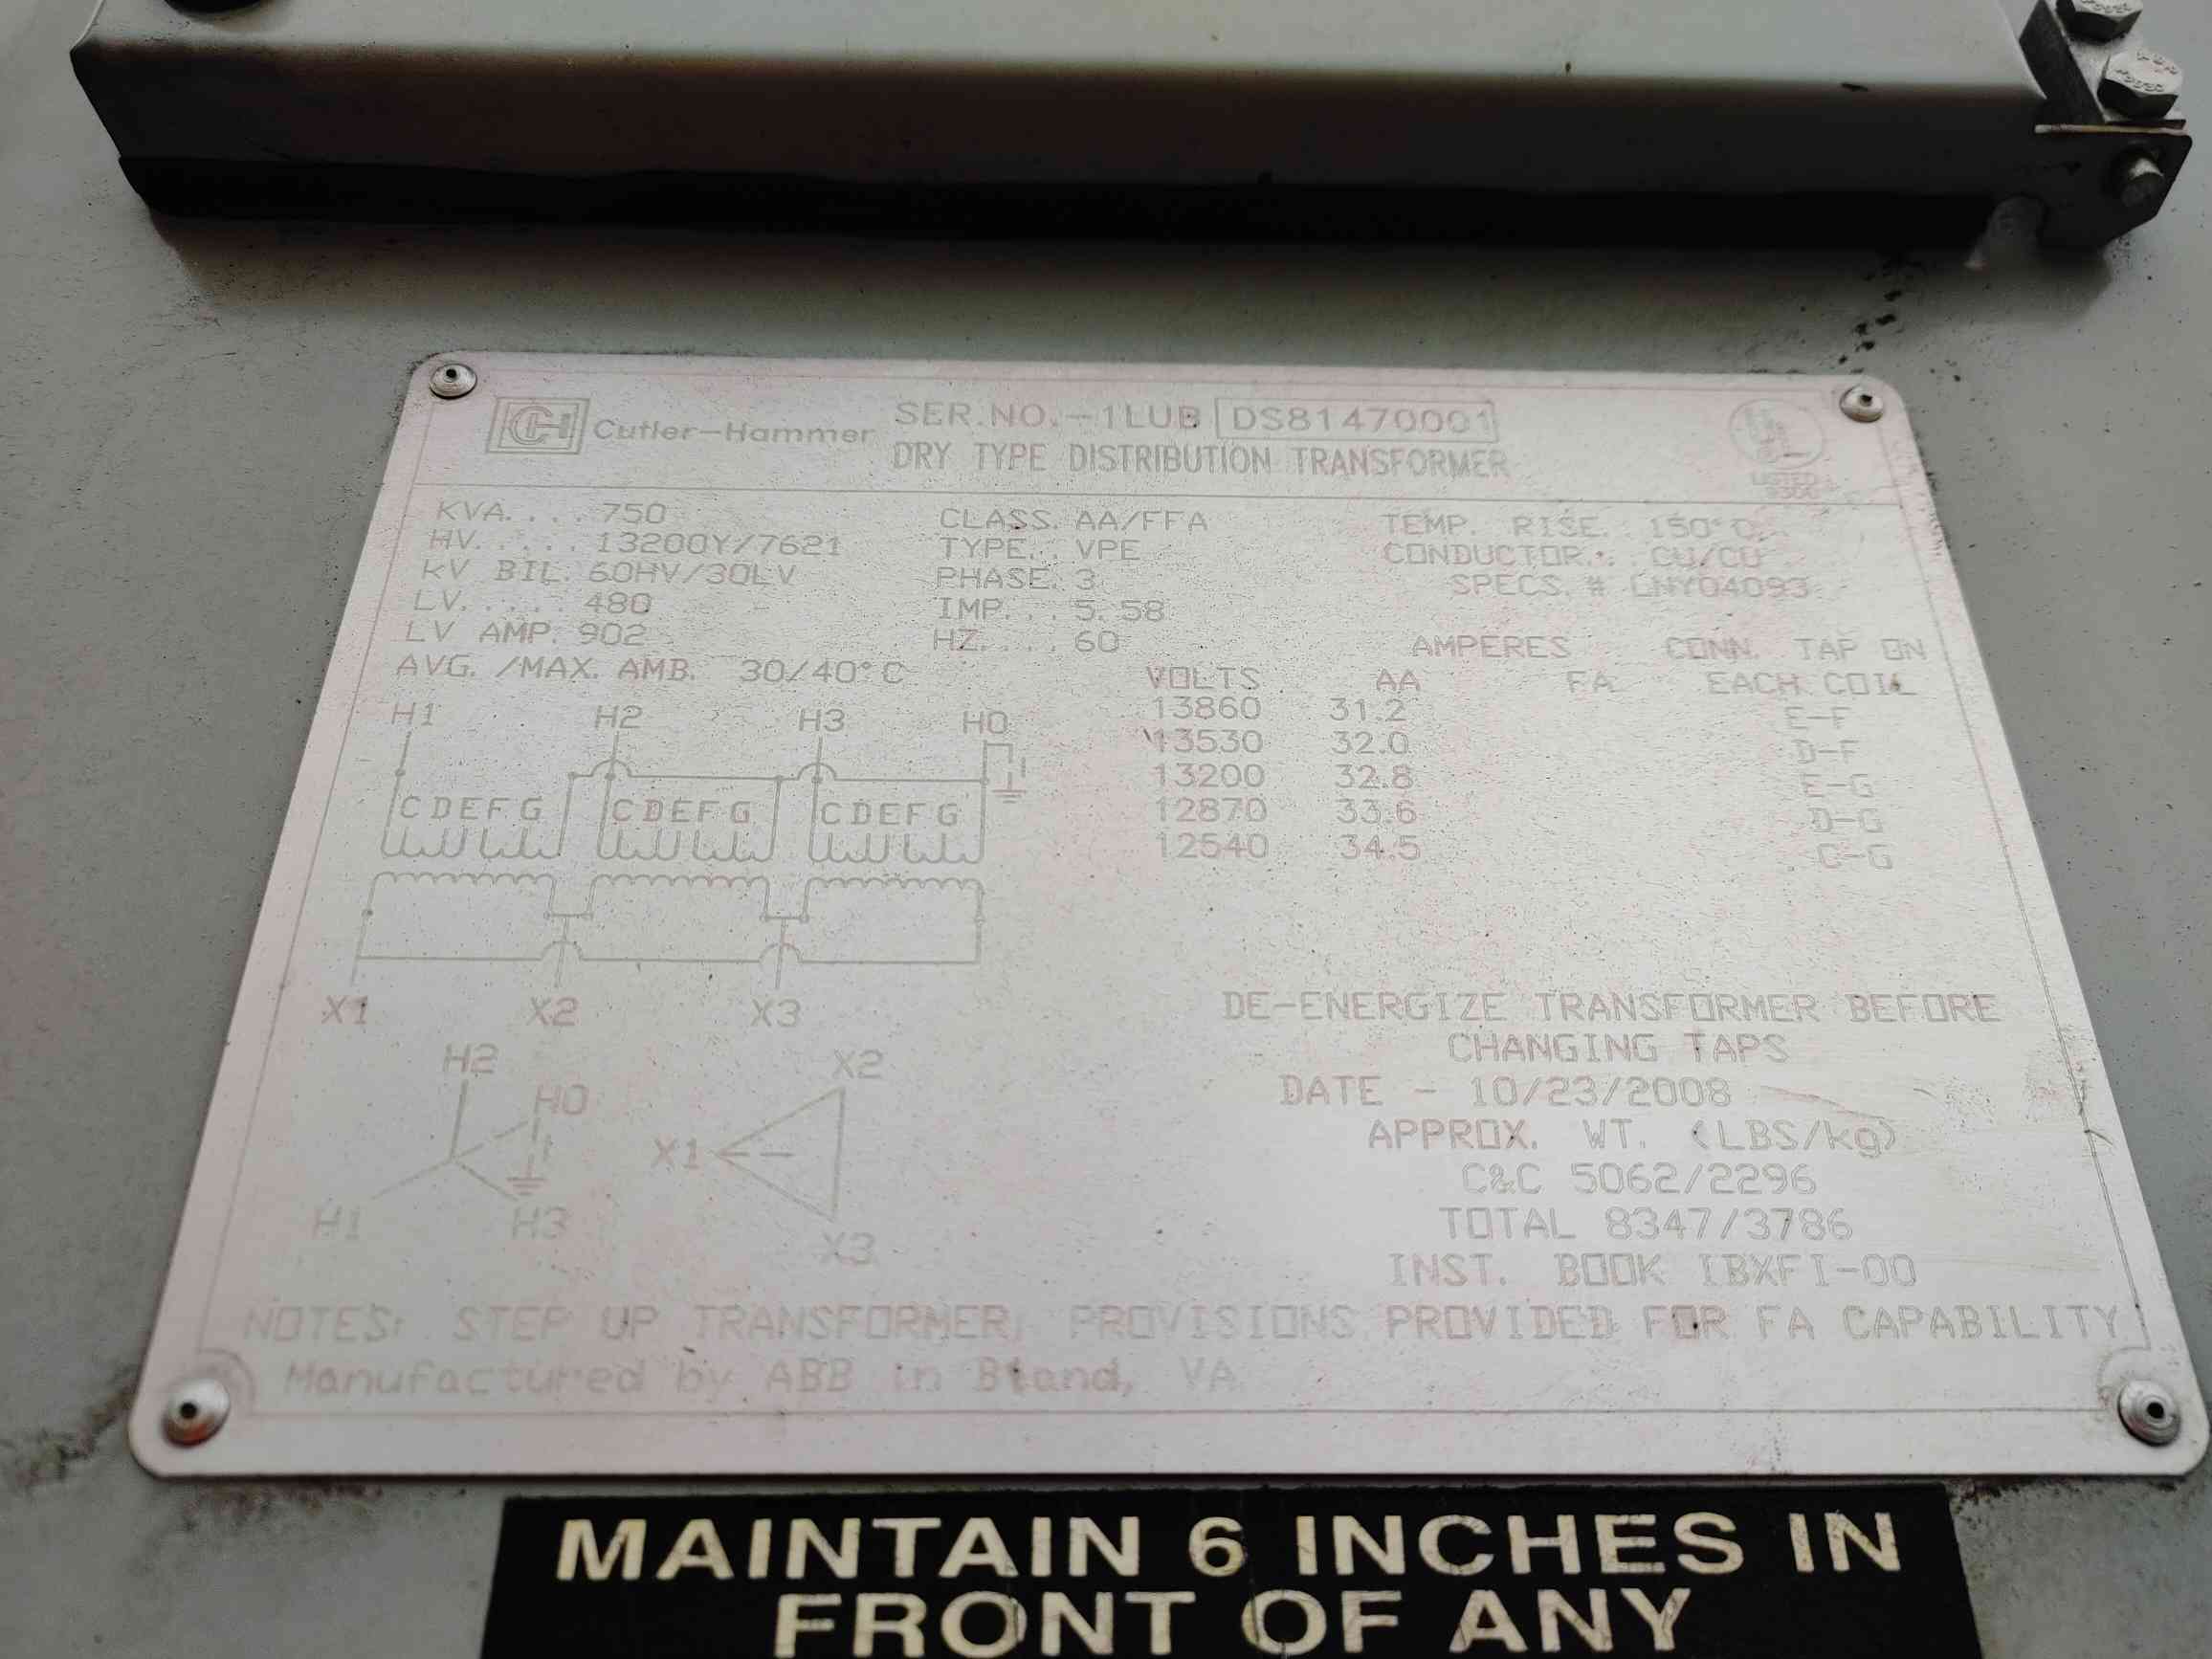 CH Cutler-Hammer
SER.NO.-1LUB DS81470001
DRY TYPE DISTRIBUTION TRANSFORMER
UL
LISTED
KVA.... 750 CLASS. AA/FFA TEMP. RISE.: 150°C
HV..... 13200Y/7621 TYPE... VPE CONDUCTOR.: CU/CU
KV BIL. 60HV/30LV PHASE. 3 SPECS. # LNY04093
LV..... 480 IMP... 5.58
LV AMP. 902 HZ.... 60
AVG./MAX. AMB. 30/40°C
AMPERES CONN. TAP ON
VOLTS AA FA EACH COIL
13860 31.2 E-F
13530 32.0 D-F
13200 32.8 E-G
12870 33.6 D-G
12540 34.5 C-G
H1 H2 H3 H0
C D E F G C D E F G C D E F G
X1 X2 X3
H2 H0 H1 H3
X2 X1 X3
DE-ENERGIZE TRANSFORMER BEFORE
CHANGING TAPS
DATE - 10/23/2008
APPROX. WT. (LBS/kg)
C&C 5062/2296
TOTAL 8347/3786
INST. BOOK IBXFI-00
NOTES: STEP UP TRANSFORMER, PROVISIONS PROVIDED FOR FA CAPABILITY
Manufactured by ABB in Bland, VA
MAINTAIN 6 INCHES IN
FRONT OF ANY